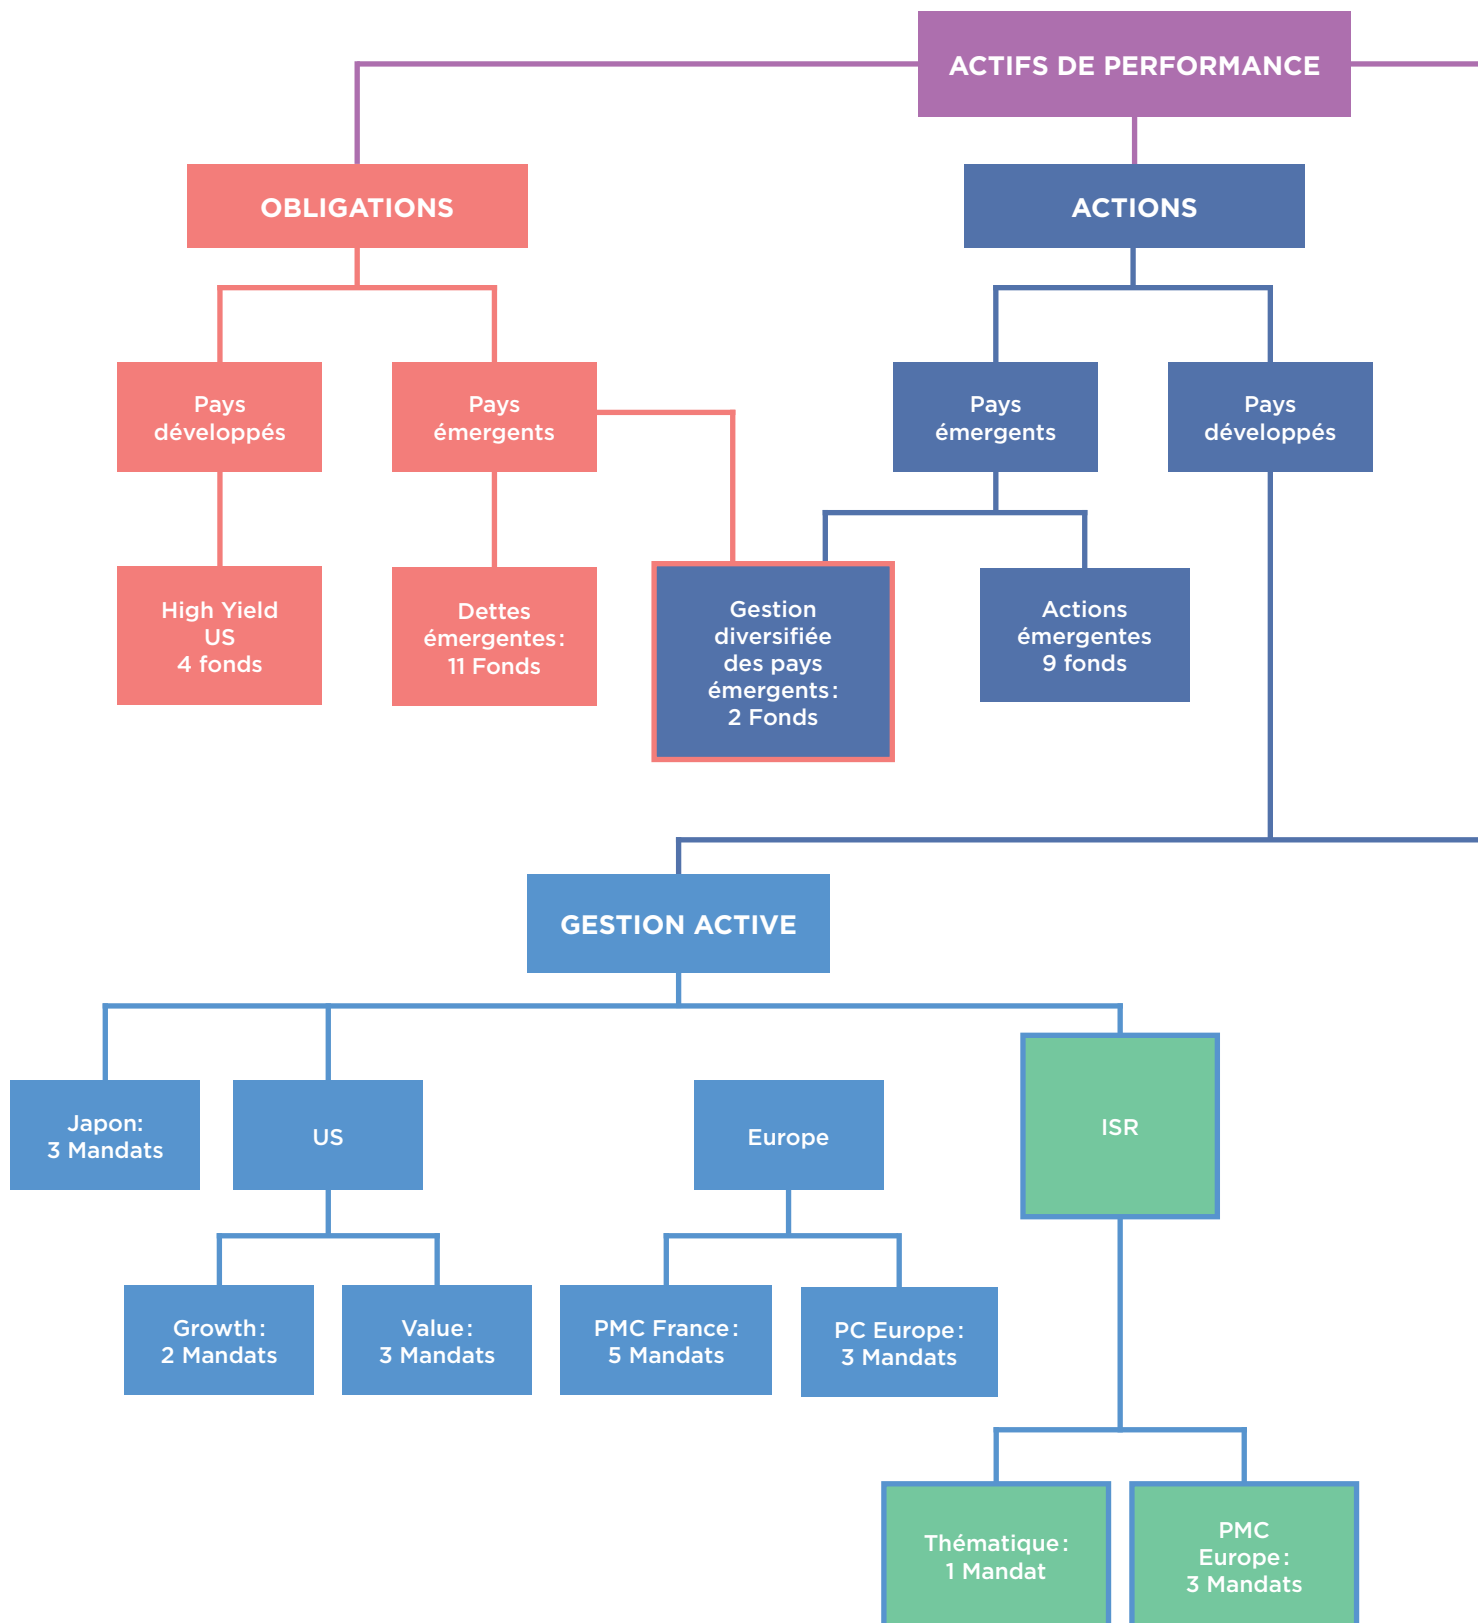 ACTIFS DE PERFORMANCE
OBLIGATIONS
ACTIONS
Pays
développés
Pays
émergents
Pays
émergents
Pays
développés
High Yield
US
4 fonds
Dettes
émergentes :
11 Fonds
Gestion
diversifiée
des pays
émergents :
2 Fonds
Actions
émergentes
9 fonds
GESTION ACTIVE
Japon:
3 Mandats
US
Europe
ISR
Growth :
2 Mandats
Value :
3 Mandats
PMC France :
5 Mandats
PC Europe :
3 Mandats
Thématique :
1 Mandat
PMC
Europe :
3 Mandats